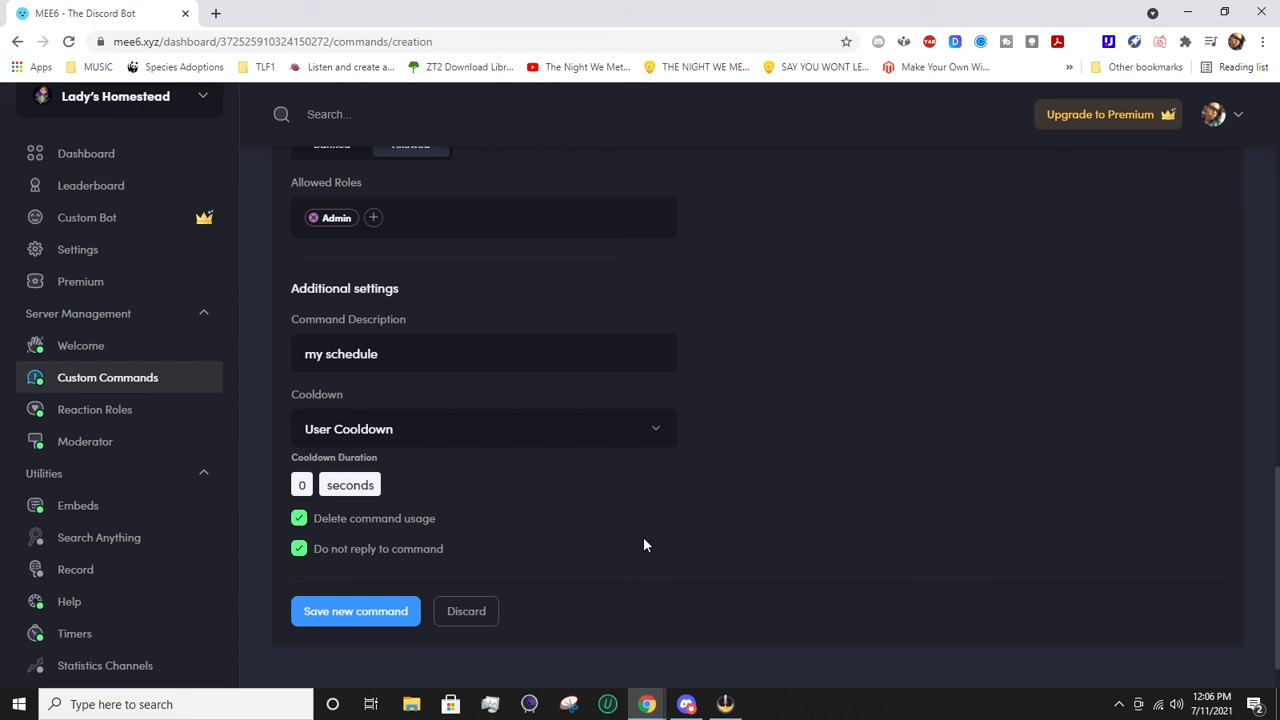 MEE6 - The Discord Bot
mee6.xyz/dashboard/372525910324150272/commands/creation
Apps
MUSIC
Species Adoptions
TLF1
Listen and create a...
ZT2 Download Libr...
The Night We Met...
THE NIGHT WE ME...
SAY YOU WONT LE...
Make Your Own Wi...
»
Other bookmarks
Reading list
Lady's Homestead
Search...
Upgrade to Premium
Dashboard
Leaderboard
Custom Bot
Settings
Premium
Server Management
Welcome
Custom Commands
Reaction Roles
Moderator
Utilities
Embeds
Search Anything
Record
Help
Timers
Statistics Channels
Allowed Roles
Admin
Additional settings
Command Description
my schedule
Cooldown
User Cooldown
Cooldown Duration
0 seconds
Delete command usage
Do not reply to command
Save new command
Discard
Type here to search
12:06 PM
7/11/2021